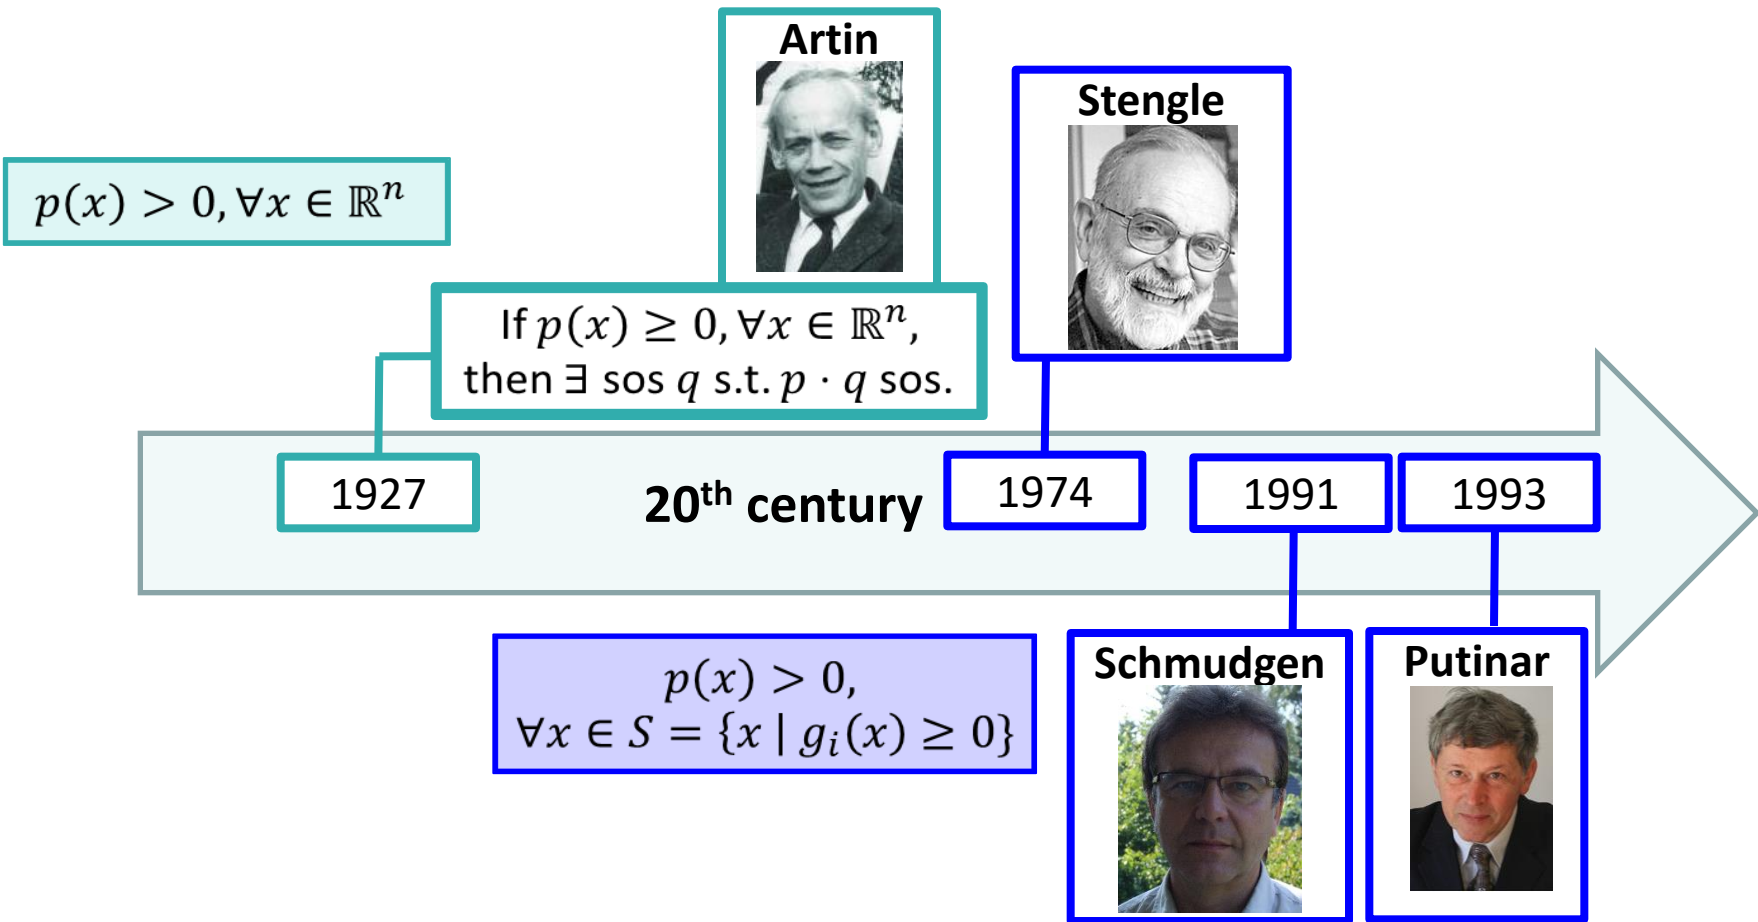 Artin
Stengle
p(x) > 0, ∀x ∈ ℝⁿ
If p(x) ≥ 0, ∀x ∈ ℝⁿ,
then ∃ sos q s.t. p · q sos.
1927
20th century
1974
1991
1993
p(x) > 0,
∀x ∈ S = {x | gᵢ(x) ≥ 0}
Schmudgen
Putinar